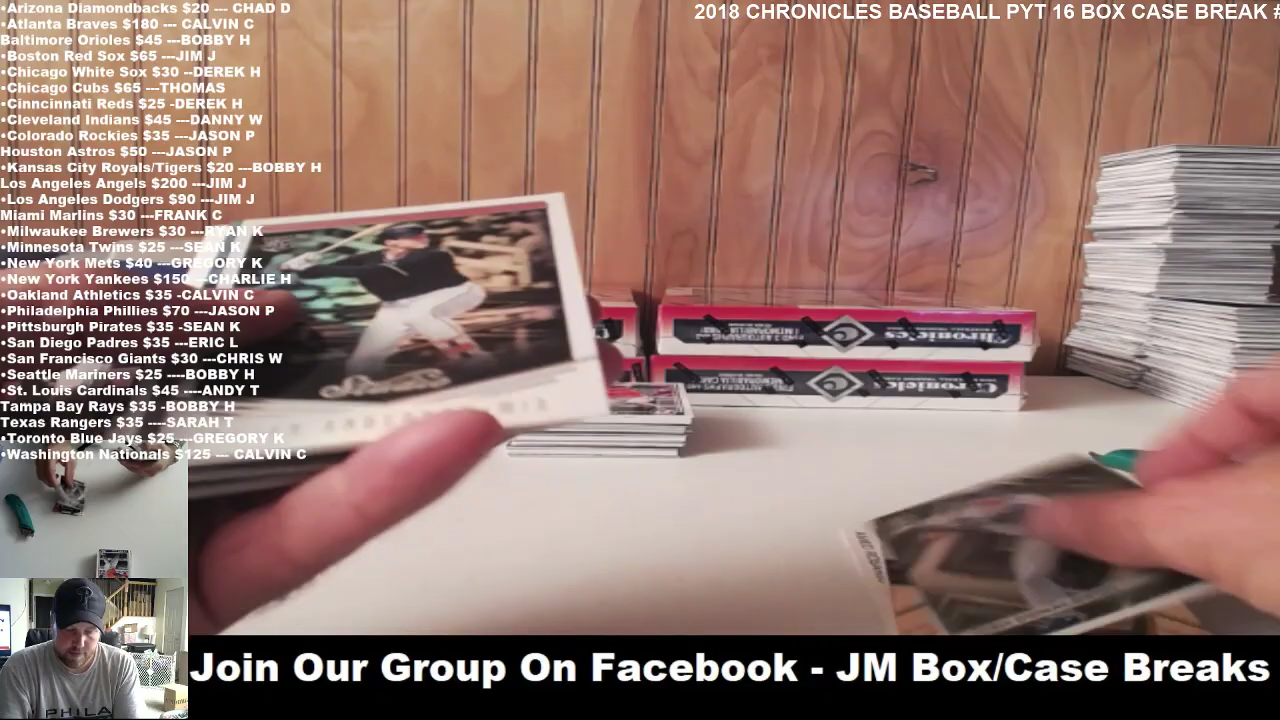 •Arizona Diamondbacks $20 --- CHAD D
•Atlanta Braves $180 --- CALVIN C
Baltimore Orioles $45 ---BOBBY H
•Boston Red Sox $65 ---JIM J
•Chicago White Sox $30 --DEREK H
•Chicago Cubs $65 ---THOMAS
•Cinncinnati Reds $25 -DEREK H
•Cleveland Indians $45 ---DANNY W
•Colorado Rockies $35 ---JASON P
Houston Astros $50 ---JASON P
•Kansas City Royals/Tigers $20 ---BOBBY H
Los Angeles Angels $200 ---JIM J
•Los Angeles Dodgers $90 ---JIM J
Miami Marlins $30 ---FRANK C
•Milwaukee Brewers $30 ---RYAN K
•Minnesota Twins $25 ---SEAN K
•New York Mets $40 ---GREGORY K
•New York Yankees $150 ---CHARLIE H
•Oakland Athletics $35 -CALVIN C
•Philadelphia Phillies $70 ---JASON P
•Pittsburgh Pirates $35 -SEAN K
•San Diego Padres $35 ---ERIC L
•San Francisco Giants $30 ---CHRIS W
•Seattle Mariners $25 ----BOBBY H
•St. Louis Cardinals $45 ----ANDY T
Tampa Bay Rays $35 -BOBBY H
Texas Rangers $35 ----SARAH T
•Toronto Blue Jays $25 ---GREGORY K
•Washington Nationals $125 --- CALVIN C
2018 CHRONICLES BASEBALL PYT 16 BOX CASE BREAK #
Chronicles
Chronicles
PHILA
Join Our Group On Facebook - JM Box/Case Breaks